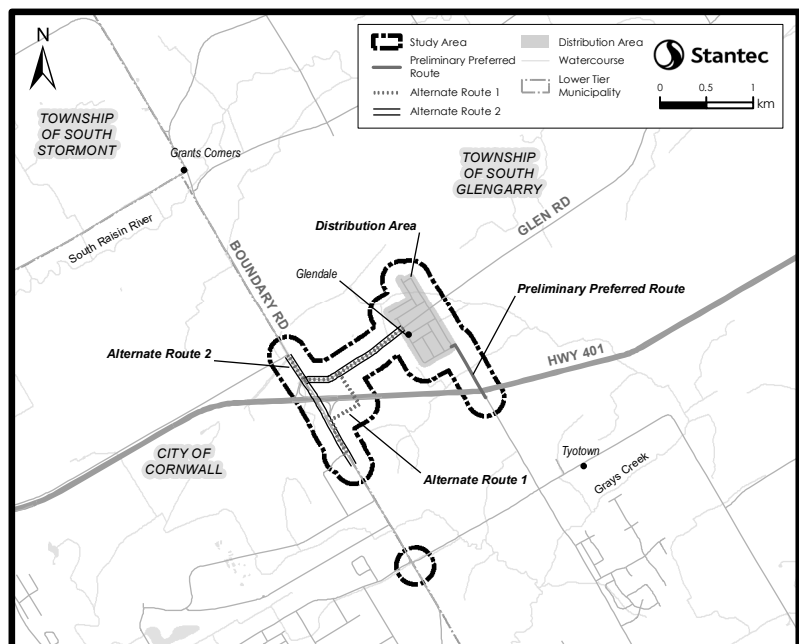 N
Study Area
Preliminary Preferred
Route
Alternate Route 1
Alternate Route 2
Distribution Area
Watercourse
Lower Tier
Municipality
Stantec
0 0.5 1
km
TOWNSHIP
OF SOUTH
STORMONT
Grants Corners
TOWNSHIP
OF SOUTH
GLENGARRY
South Raisin River
GLEN RD
BOUNDARY RD
Distribution Area
Glendale
Preliminary Preferred Route
Alternate Route 2
HWY 401
CITY OF
CORNWALL
Alternate Route 1
Tyotown
Grays Creek